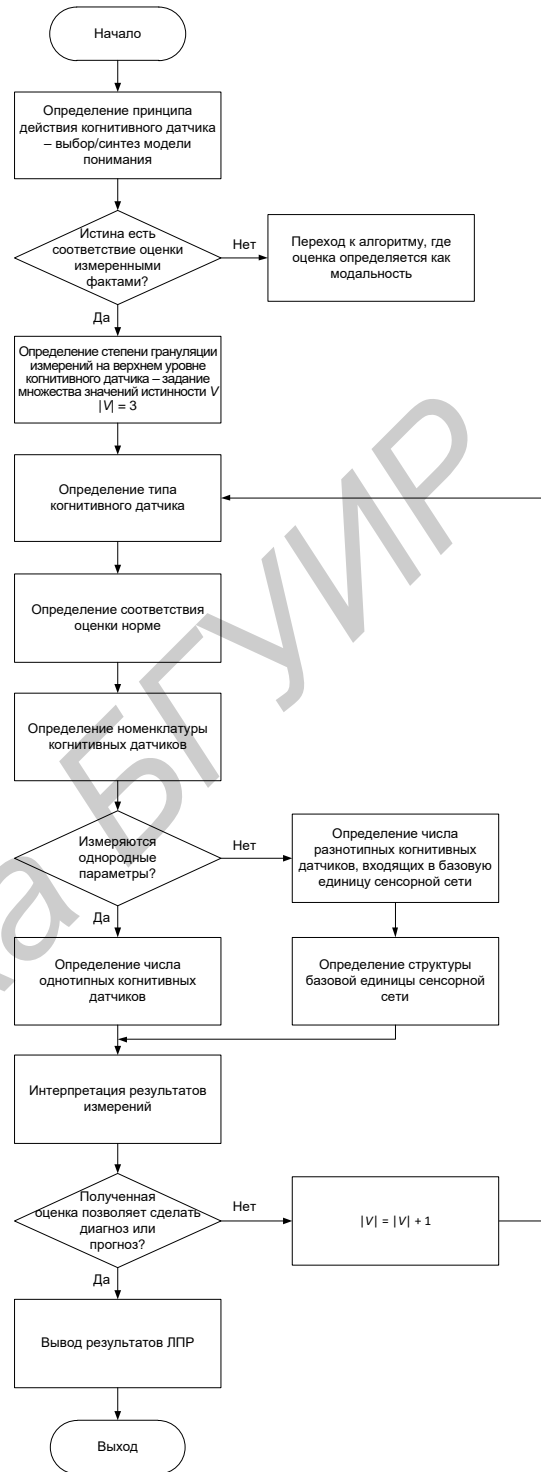 Начало
Определение принципа
действия когнитивного датчика
– выбор/синтез модели
понимания
Истина есть
соответствие оценки
измеренными
фактами?
Нет
Переход к алгоритму, где
оценка определяется как
модальность
Да
Определение степени грануляции
измерений на верхнем уровне
когнитивного датчика – задание
множества значений истинности V
|V| = 3
Определение типа
когнитивного датчика
Определение соответствия
оценки норме
Определение номенклатуры
когнитивных датчиков
Измеряются
однородные
параметры?
Нет
Определение числа
разнотипных когнитивных
датчиков, входящих в базовую
единицу сенсорной сети
Да
Определение числа
однотипных когнитивных
датчиков
Определение структуры
базовой единицы сенсорной
сети
Интерпретация результатов
измерений
Полученная
оценка позволяет сделать
диагноз или
прогноз?
Нет
|V| = |V| + 1
Да
Вывод результатов ЛПР
Выход
ка БГУИР